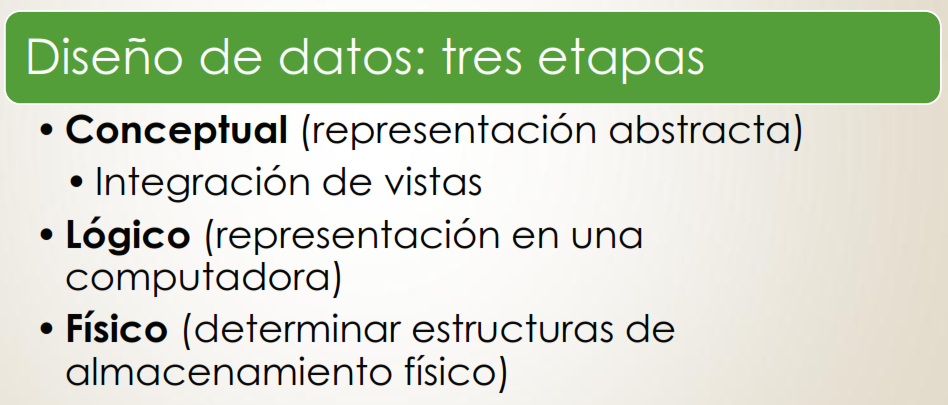 Diseño de datos: tres etapas
• Conceptual (representación abstracta)
• Integración de vistas
• Lógico (representación en una
computadora)
• Físico (determinar estructuras de
almacenamiento físico)